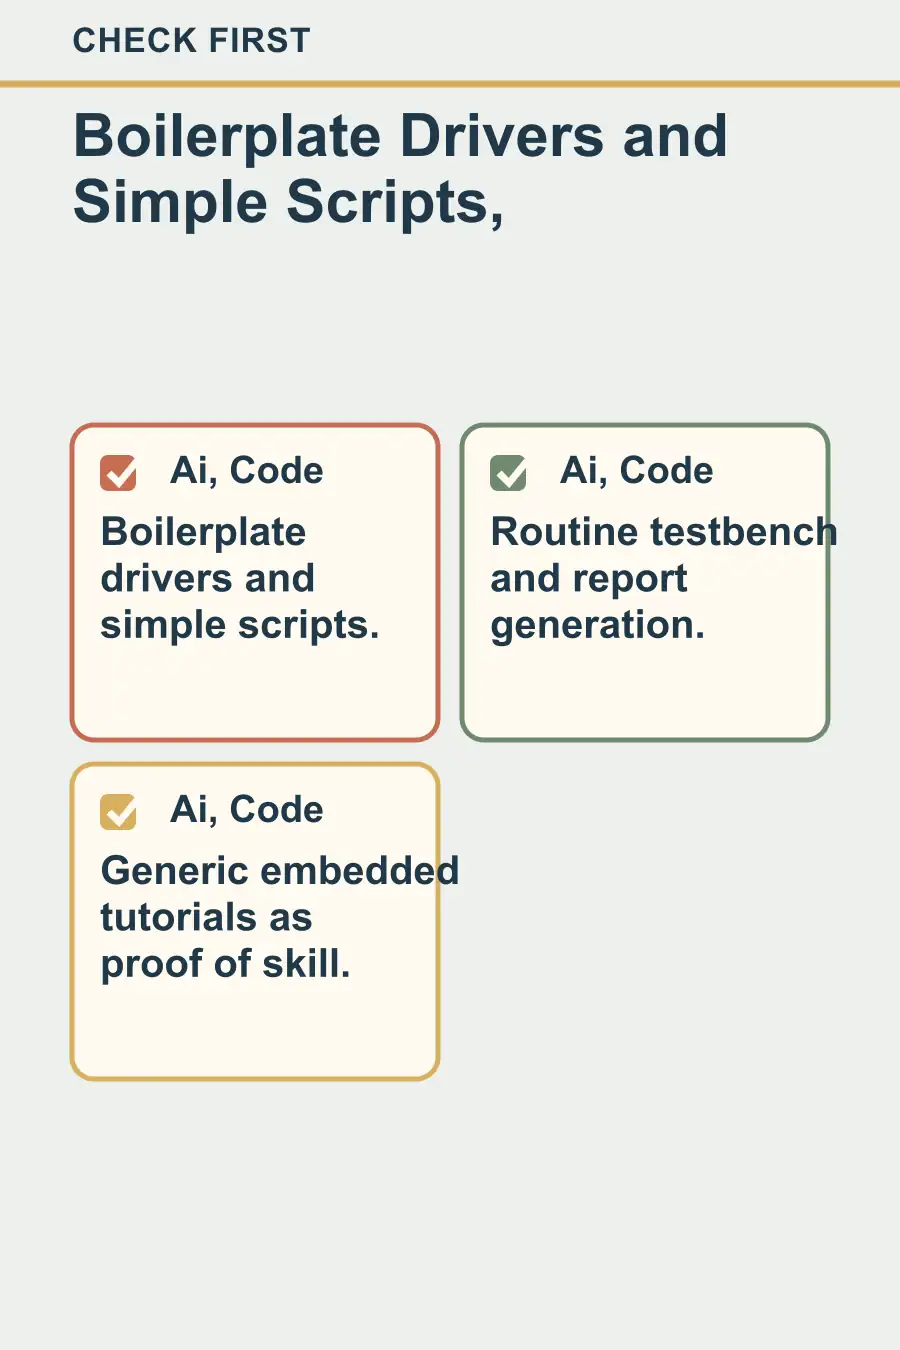 CHECK FIRST
Boilerplate Drivers and
Simple Scripts,
Ai, Code
Boilerplate
drivers and
simple scripts.
Ai, Code
Routine testbench
and report
generation.
Ai, Code
Generic embedded
tutorials as
proof of skill.